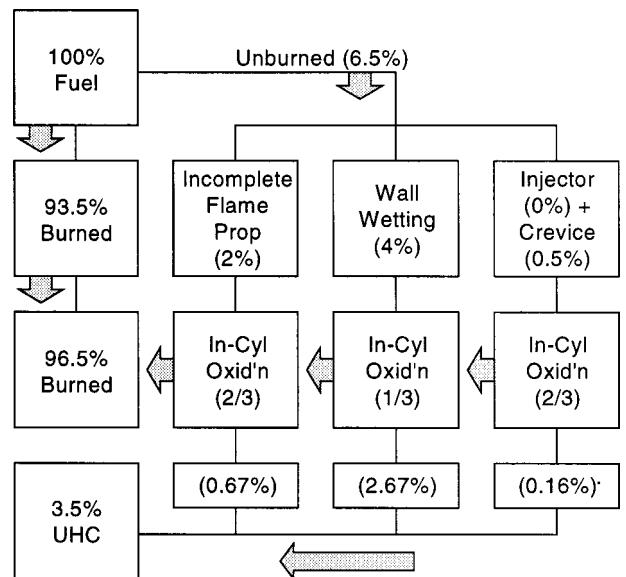 100%
Fuel
Unburned (6.5%)
93.5%
Burned
Incomplete
Flame
Prop
(2%)
Wall
Wetting
(4%)
Injector
(0%) +
Crevice
(0.5%)
96.5%
Burned
In-Cyl
Oxid'n
(2/3)
In-Cyl
Oxid'n
(1/3)
In-Cyl
Oxid'n
(2/3)
3.5%
UHC
(0.67%)
(2.67%)
(0.16%)